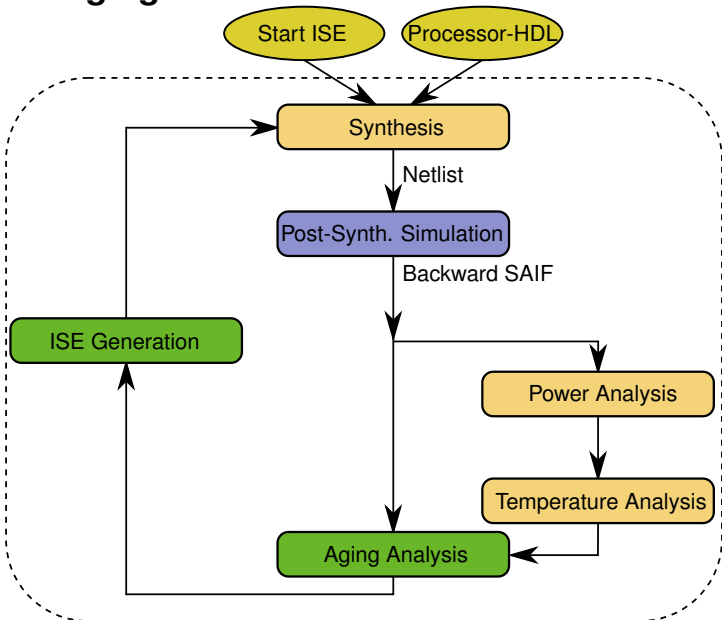 Start ISE
Processor-HDL
Synthesis
Netlist
Post-Synth. Simulation
Backward SAIF
ISE Generation
Power Analysis
Temperature Analysis
Aging Analysis